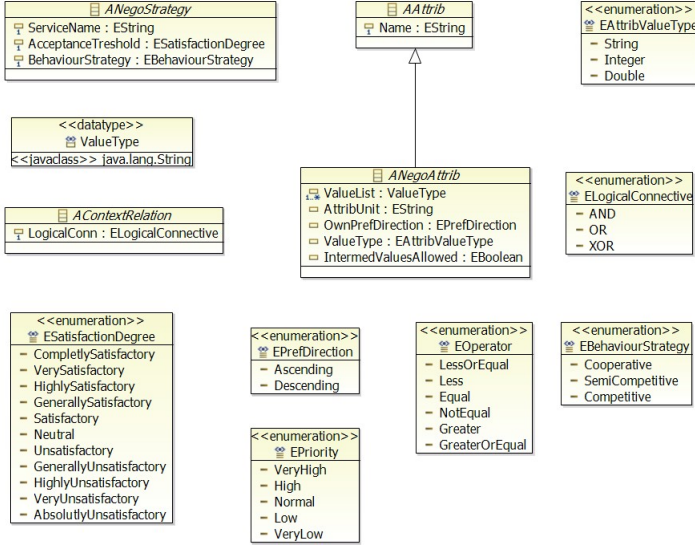 ANegoStrategy
ServiceName : EString
AcceptanceTreshold : ESatisfactionDegree
BehaviourStrategy : EBehaviourStrategy
AAttrib
Name : EString
<<enumeration>>
EAttribValueType
String
Integer
Double
<<datatype>>
ValueType
<<javaclass>> java.lang.String
ANegoAttrib
1..* ValueList : ValueType
AttribUnit : EString
OwnPrefDirection : EPrefDirection
ValueType : EAttribValueType
IntermedValuesAllowed : EBoolean
<<enumeration>>
ELogicalConnective
AND
OR
XOR
AContextRelation
LogicalConn : ELogicalConnective
<<enumeration>>
ESatisfactionDegree
CompletlySatisfactory
VerySatisfactory
HighlySatisfactory
GenerallySatisfactory
Satisfactory
Neutral
Unsatisfactory
GenerallyUnsatisfactory
HighlyUnsatisfactory
VeryUnsatisfactory
AbsolutlyUnsatisfactory
<<enumeration>>
EPrefDirection
Ascending
Descending
<<enumeration>>
EOperator
LessOrEqual
Less
Equal
NotEqual
Greater
GreaterOrEqual
<<enumeration>>
EBehaviourStrategy
Cooperative
SemiCompetitive
Competitive
<<enumeration>>
EPriority
VeryHigh
High
Normal
Low
VeryLow